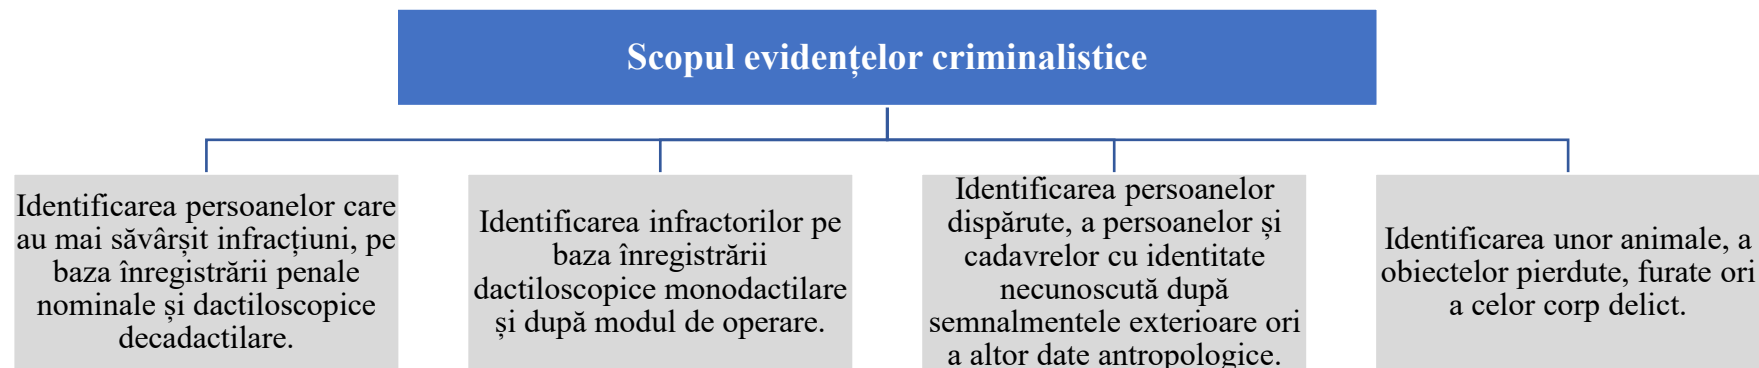 Scopul evidențelor criminalistice
Identificarea persoanelor care
au mai săvârșit infracțiuni, pe
baza înregistrării penale
nominale și dactiloscopice
decadactilare.
Identificarea infractorilor pe
baza înregistrării
dactiloscopice monodactilare
și după modul de operare.
Identificarea persoanelor
dispărute, a persoanelor și
cadavrelor cu identitate
necunoscută după
semnalmentele exterioare ori
a altor date antropologice.
Identificarea unor animale, a
obiectelor pierdute, furate ori
a celor corp delict.